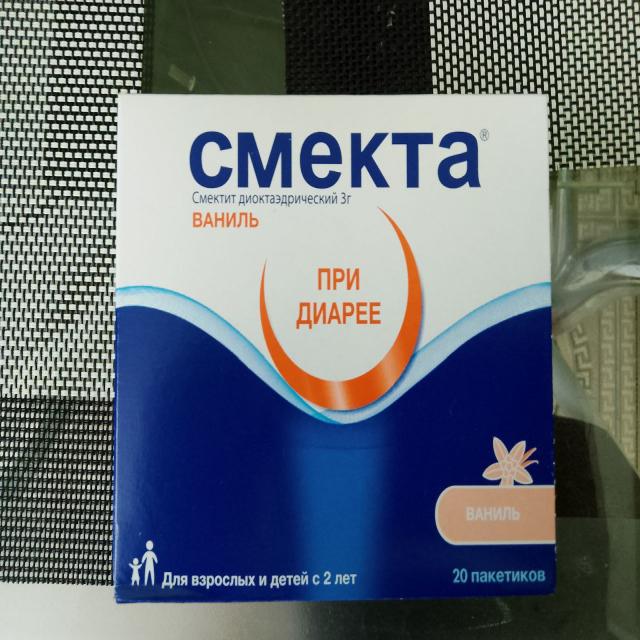 смекта®
Смектит диоктаэдрический 3г
ВАНИЛЬ
ПРИ
ДИАРЕЕ
ВАНИЛЬ
Для взрослых и детей с 2 лет
20 пакетиков